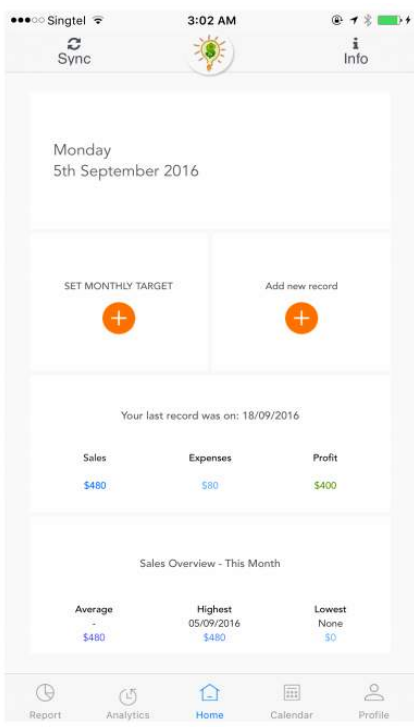 Singtel 3:02 AM
Sync
Info
Monday
5th September 2016
SET MONTHLY TARGET
Add new record
Your last record was on: 18/09/2016
Sales Expenses Profit
$480 $80 $400
Sales Overview - This Month
Average Highest Lowest
- 05/09/2016 None
$480 $480 $0
Report Analytics Home Calendar Profile